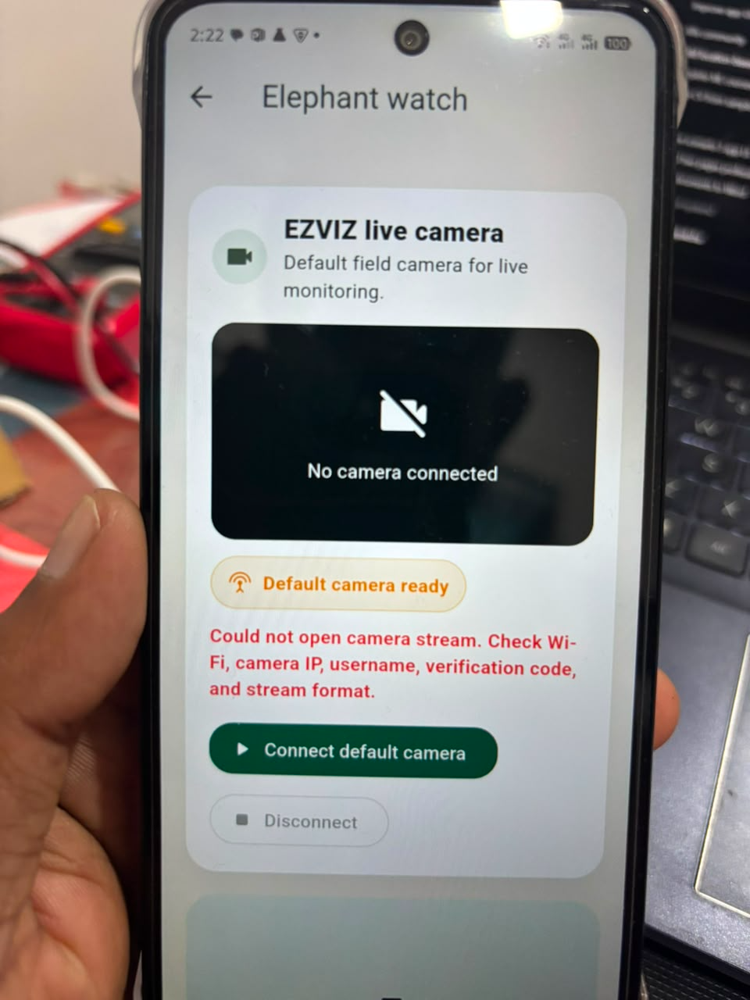 2:22
4G
4G
100
Elephant watch
EZVIZ live camera
Default field camera for live
monitoring.
No camera connected
Default camera ready
Could not open camera stream. Check Wi-
Fi, camera IP, username, verification code,
and stream format.
Connect default camera
Disconnect